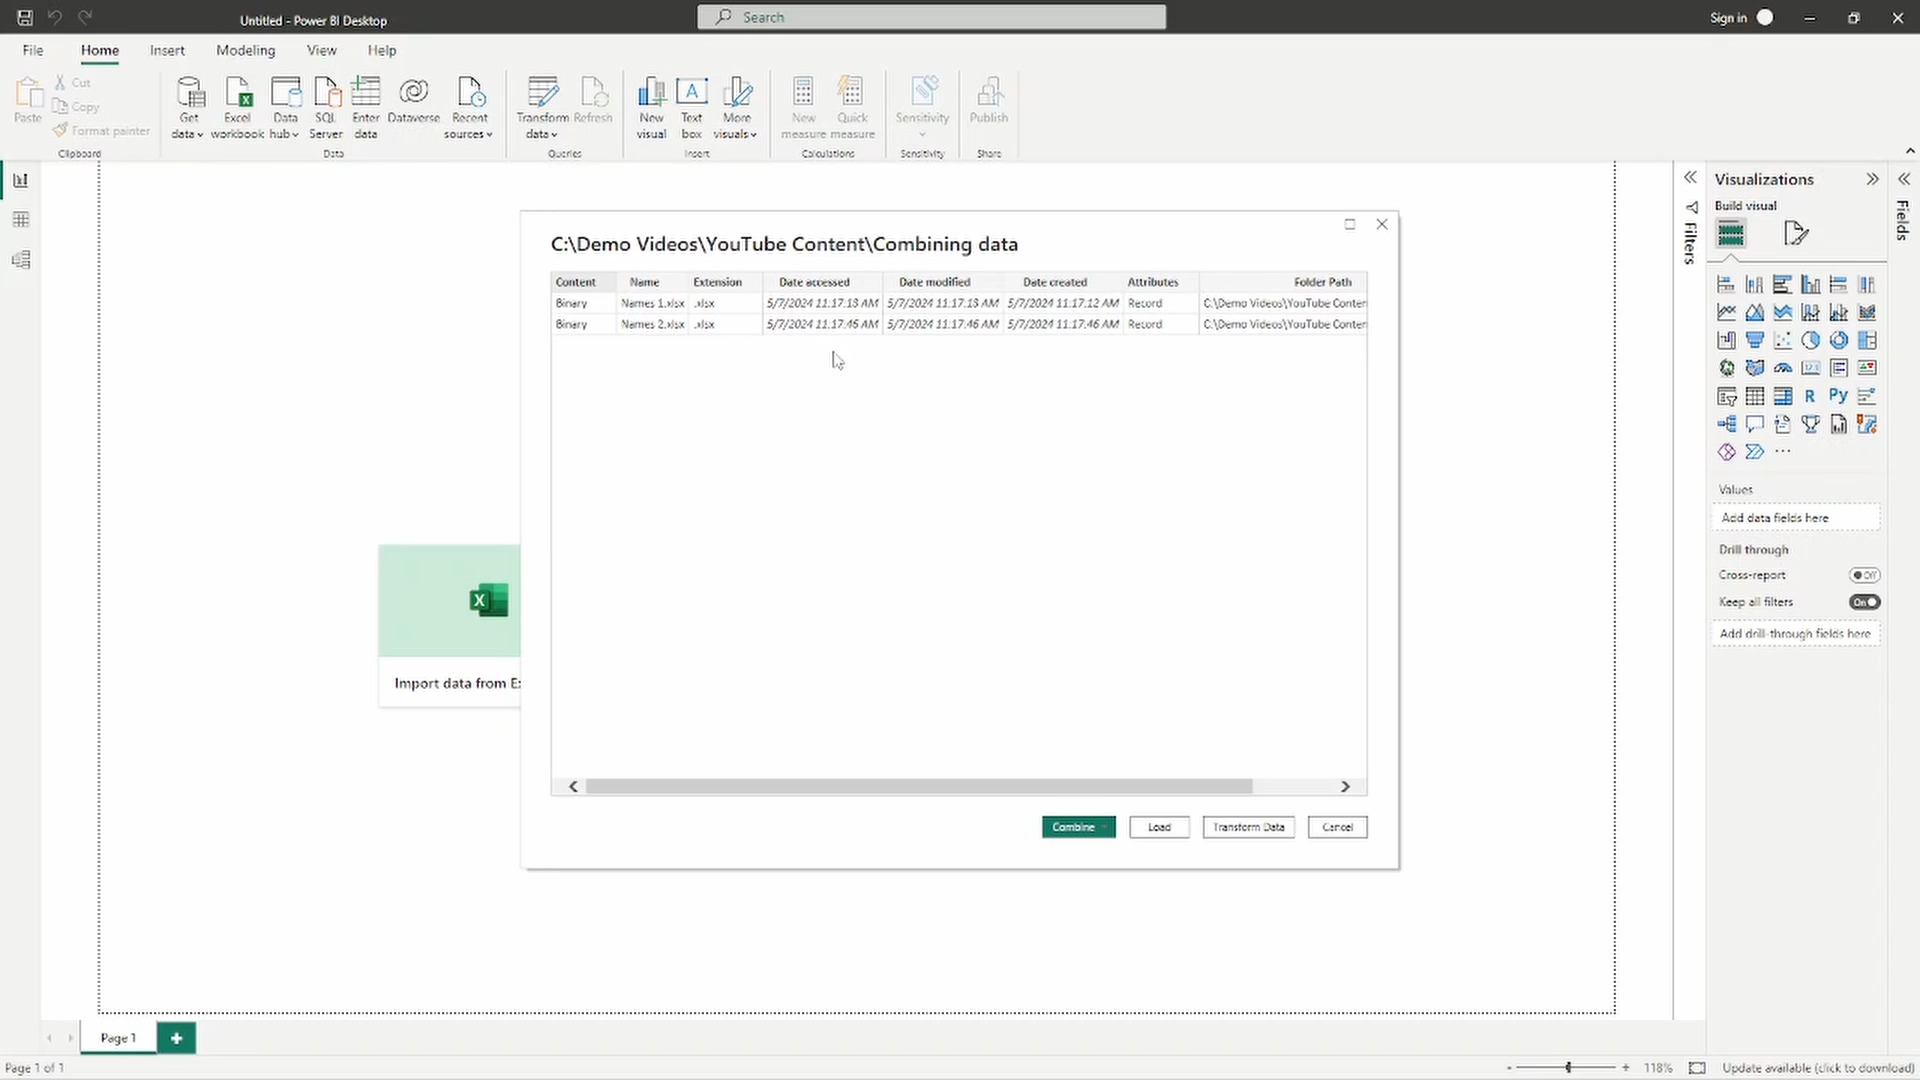 Untitled - Power BI Desktop
Search
Sign in
File
Home
Insert
Modeling
View
Help
Paste
Cut
Copy
Format painter
Clipboard
Get data
Excel workbook
Data hub
SQL Server
Enter data
Dataverse
Recent sources
Data
Transform data
Refresh
Queries
New visual
Text box
More visuals
Insert
New measure
Quick measure
Calculations
Sensitivity
Sensitivity
Publish
Share
C:\Demo Videos\YouTube Content\Combining data
Content Name Extension Date accessed Date modified Date created Attributes Folder Path
Binary Names 1.xlsx .xlsx 5/7/2024 11:17:13 AM 5/7/2024 11:17:13 AM 5/7/2024 11:17:12 AM Record C:\Demo Videos\YouTube Conten
Binary Names 2.xlsx .xlsx 5/7/2024 11:17:46 AM 5/7/2024 11:17:46 AM 5/7/2024 11:17:46 AM Record C:\Demo Videos\YouTube Conten
Combine
Load
Transform Data
Cancel
Import data from Ex
Filters
Visualizations
Build visual
123
R
Py
Values
Add data fields here
Drill through
Cross-report
Off
Keep all filters
On
Add drill-through fields here
Fields
Page 1
Page 1 of 1
118%
Update available (click to download)